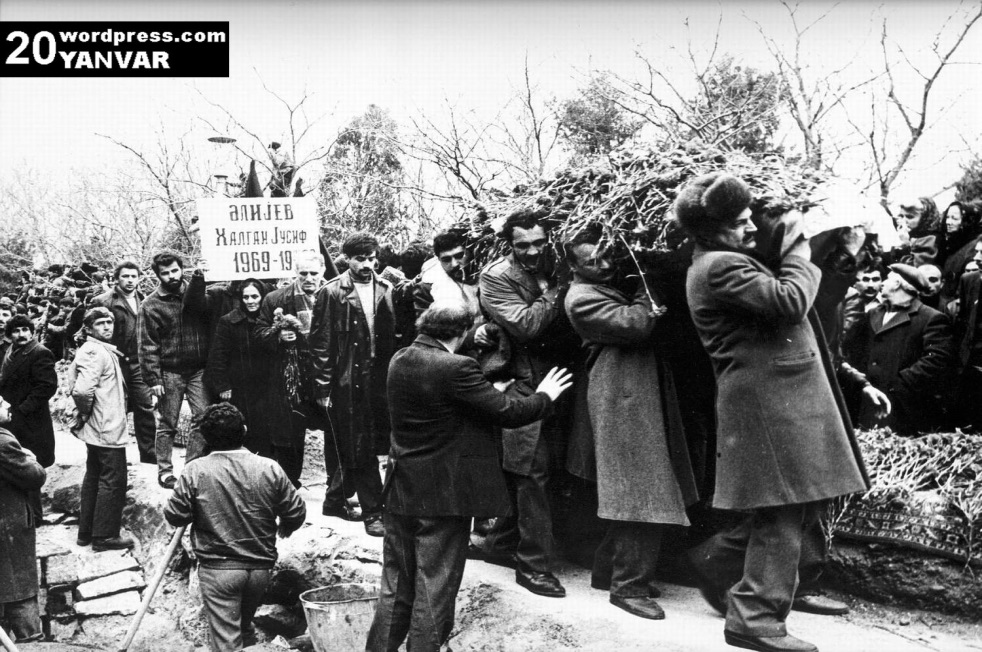 20 wordpress.com
YANVAR
ӘЛИЈЕВ
ХАЛГАН ЈУСИФ
1969-19